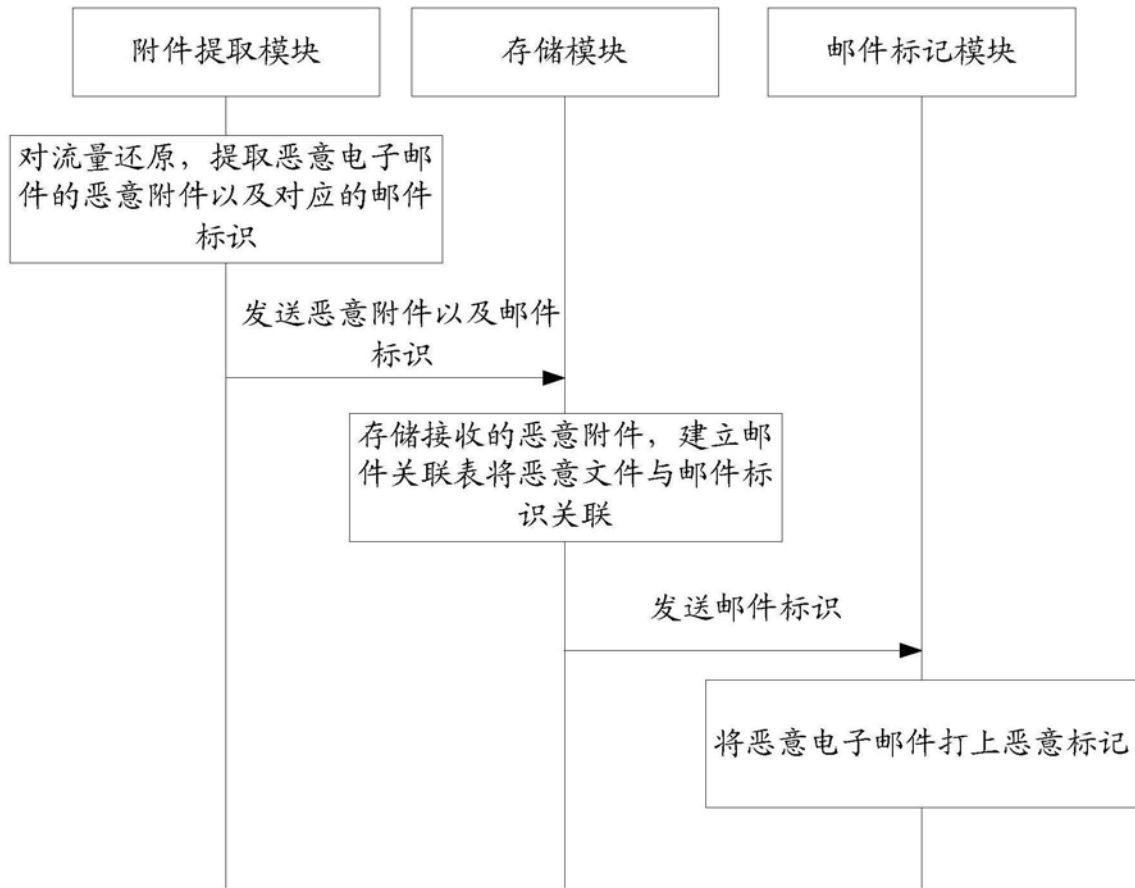 附件提取模块
存储模块
邮件标记模块
对流量还原，提取恶意电子邮
件的恶意附件以及对应的邮件
标识
发送恶意附件以及邮件
标识
存储接收的恶意附件，建立邮
件关联表将恶意文件与邮件标
识关联
发送邮件标识
将恶意电子邮件打上恶意标记